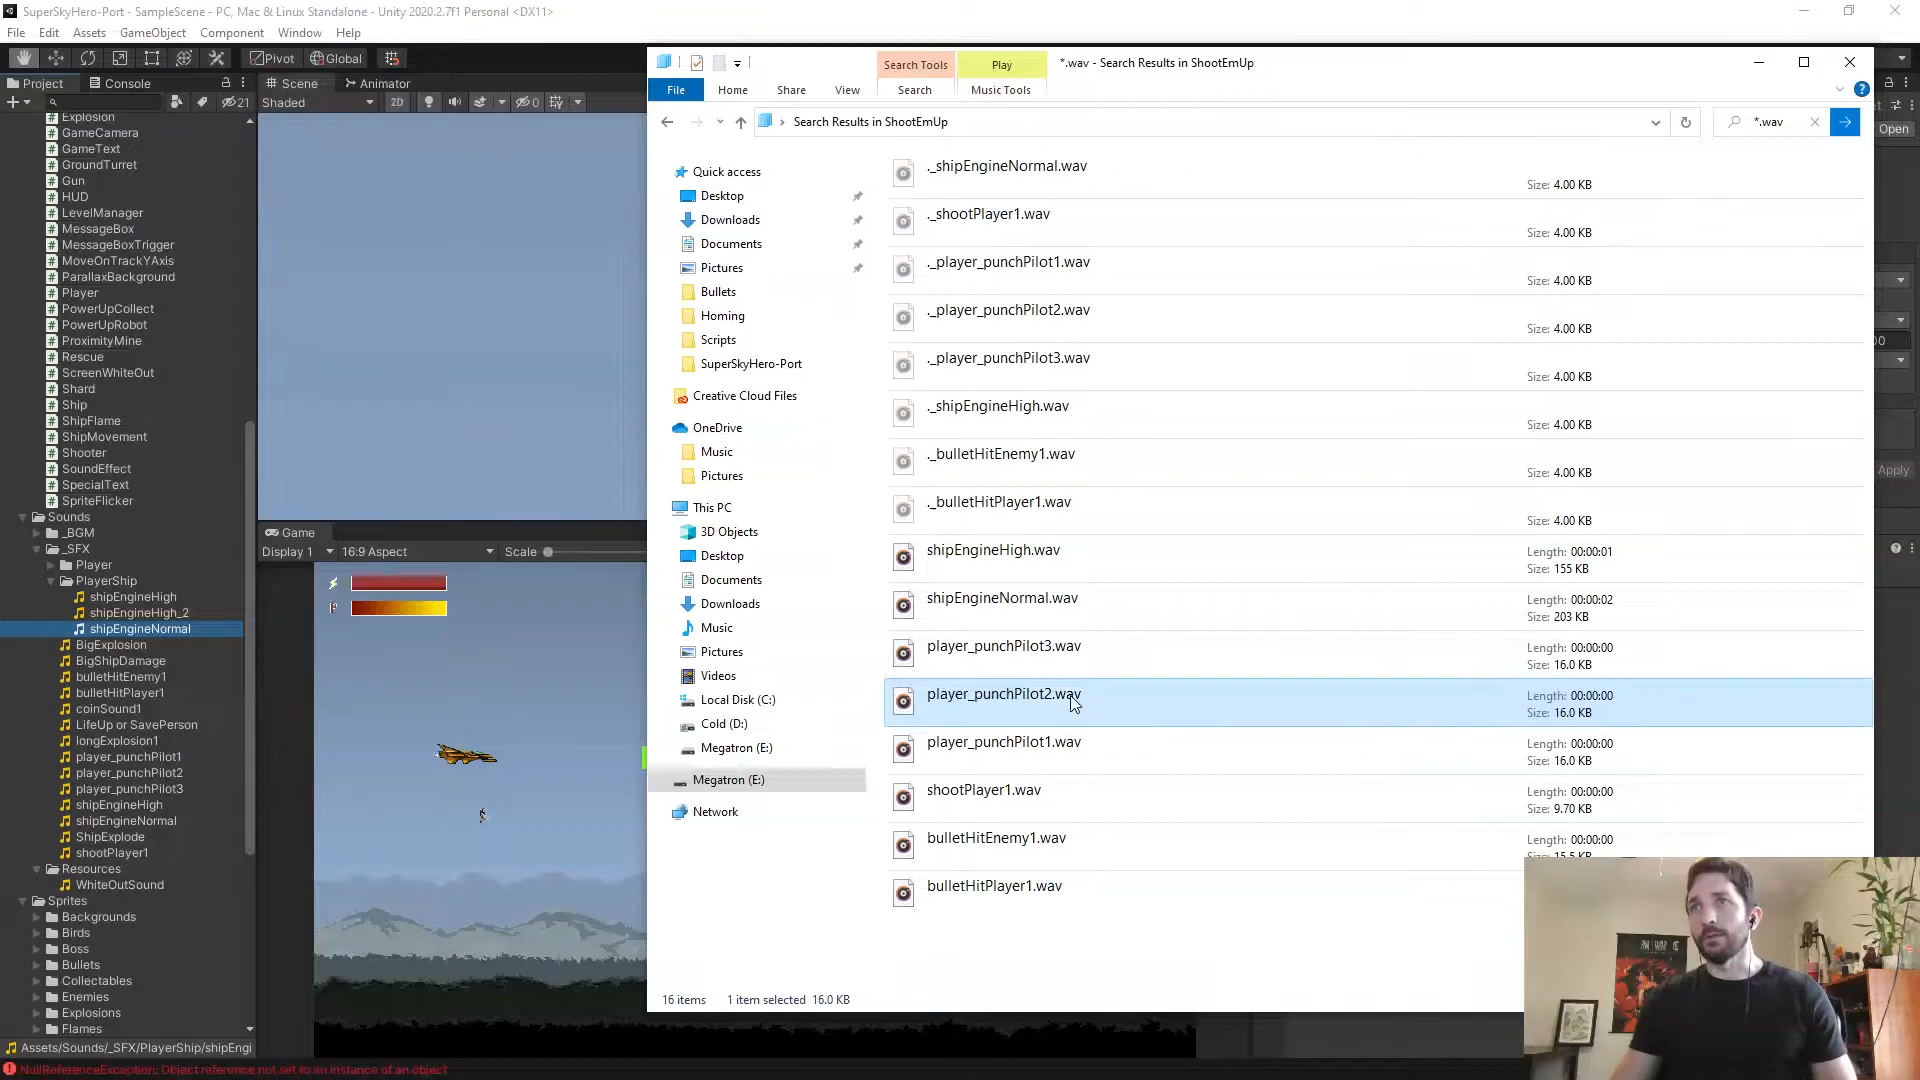 SuperSkyHero-Port - SampleScene - PC, Mac & Linux Standalone - Unity 2020.2.7f1 Personal <DX11>
File Edit Assets GameObject Component Window Help
Pivot Global
Project Console
21
Explosion
GameCamera
GameText
GroundTurret
Gun
HUD
LevelManager
MessageBox
MessageBoxTrigger
MoveOnTrackYAxis
ParallaxBackground
Player
PowerUpCollect
PowerUpRobot
ProximityMine
Rescue
ScreenWhiteOut
Shard
Ship
ShipFlame
ShipMovement
Shooter
SoundEffect
SpecialText
SpriteFlicker
Sounds
_BGM
_SFX
Player
PlayerShip
shipEngineHigh
shipEngineHigh_2
shipEngineNormal
BigExplosion
BigShipDamage
bulletHitEnemy1
bulletHitPlayer1
coinSound1
LifeUp or SavePerson
longExplosion1
player_punchPilot1
player_punchPilot2
player_punchPilot3
shipEngineHigh
shipEngineNormal
ShipExplode
shootPlayer1
Resources
WhiteOutSound
Sprites
Backgrounds
Birds
Boss
Bullets
Collectables
Enemies
Explosions
Flames
Assets/Sounds/_SFX/PlayerShip/shipEngi
NullReferenceException: Object reference not set to an instance of an object
Scene Animator
Shaded 2D 0
Game
Display 1 16:9 Aspect Scale
P
Search Tools Play *.wav - Search Results in ShootEmUp
File Home Share View Search Music Tools
Search Results in ShootEmUp *.wav
Quick access
Desktop
Downloads
Documents
Pictures
Bullets
Homing
Scripts
SuperSkyHero-Port
Creative Cloud Files
OneDrive
Music
Pictures
This PC
3D Objects
Desktop
Documents
Downloads
Music
Pictures
Videos
Local Disk (C:)
Cold (D:)
Megatron (E:)
Megatron (E:)
Network
._shipEngineNormal.wav
Size: 4.00 KB
._shootPlayer1.wav
Size: 4.00 KB
._player_punchPilot1.wav
Size: 4.00 KB
._player_punchPilot2.wav
Size: 4.00 KB
._player_punchPilot3.wav
Size: 4.00 KB
._shipEngineHigh.wav
Size: 4.00 KB
._bulletHitEnemy1.wav
Size: 4.00 KB
._bulletHitPlayer1.wav
Size: 4.00 KB
shipEngineHigh.wav Length: 00:00:01
Size: 155 KB
shipEngineNormal.wav Length: 00:00:02
Size: 203 KB
player_punchPilot3.wav Length: 00:00:00
Size: 16.0 KB
player_punchPilot2.wav Length: 00:00:00
Size: 16.0 KB
player_punchPilot1.wav Length: 00:00:00
Size: 16.0 KB
shootPlayer1.wav Length: 00:00:00
Size: 9.70 KB
bulletHitEnemy1.wav Length: 00:00:00
Size: 15.5 KB
bulletHitPlayer1.wav
16 items 1 item selected 16.0 KB
Open
Apply